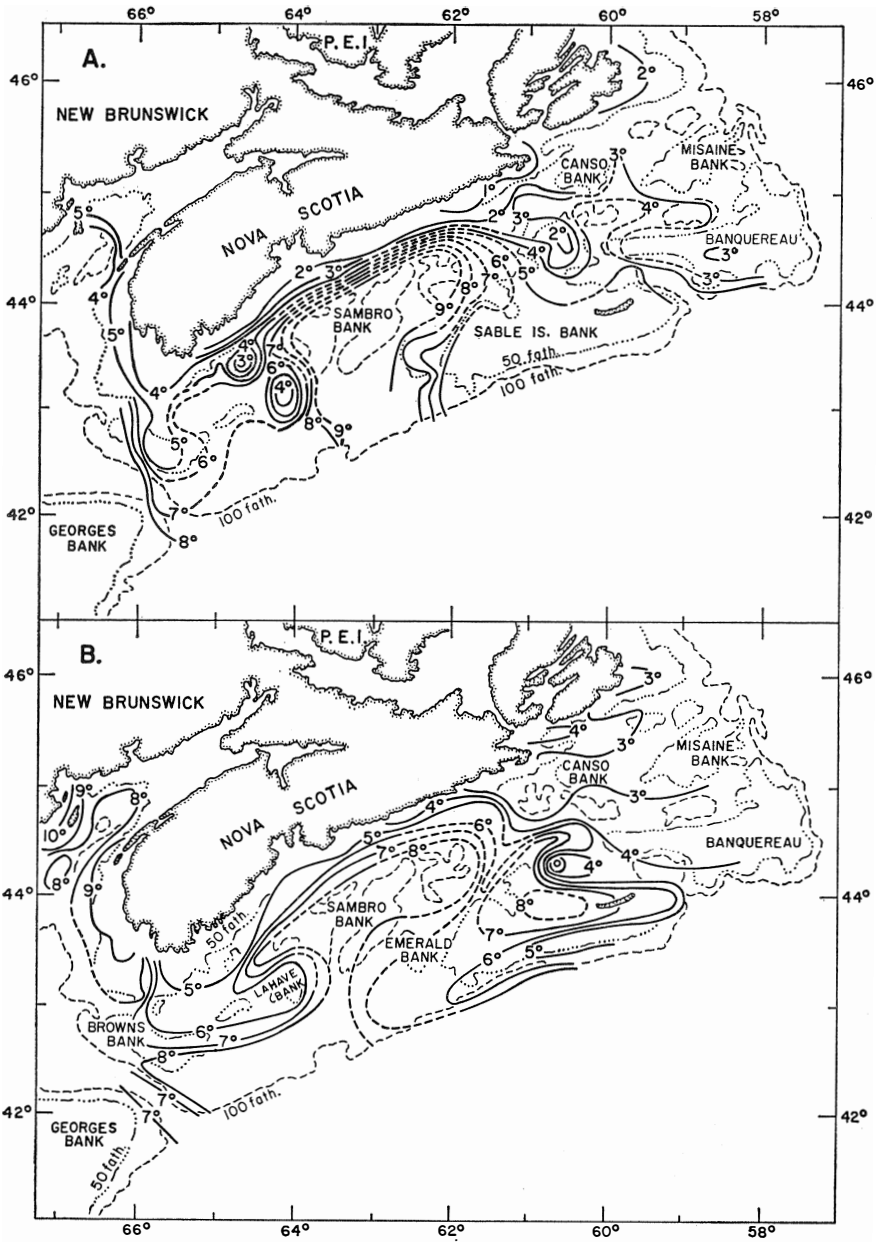 66° 64° 62° 60° 58°
A.
P.E.I
2°
46° 46°
NEW BRUNSWICK
3°
MISAINE
BANK
CANSO
BANK
1°
NOVA SCOTIA
5°
2° 3°
4°
2°
BANQUEREAU
4°
3°
6°
5°
7°
2° 3°
8°
3°
4°
44° 44°
9°
SAMBRO
BANK
SABLE IS. BANK
5°
4° 7°
3°
6°
50 fath.
100 fath.
4°
4°
8° 9°
5°
6°
7°
100 fath.
42° 42°
GEORGES
BANK
8°
B.
P.E.I.
3°
46° 46°
NEW BRUNSWICK
4°
3°
MISAINE
BANK
CANSO
BANK
3°
NOVA SCOTIA
9° 8°
4°
10°
5°
6°
7° 8°
BANQUEREAU
4°
4°
8°
9°
44° 44°
SAMBRO
BANK
8°
50 fath.
7°
EMERALD
BANK
6° 5°
LAHAVE
BANK
5°
BROWNS
BANK
6°
7°
8°
7°
7°
100 fath.
42° 42°
GEORGES
BANK
50 fath.
66° 64° 62° 60° 58°